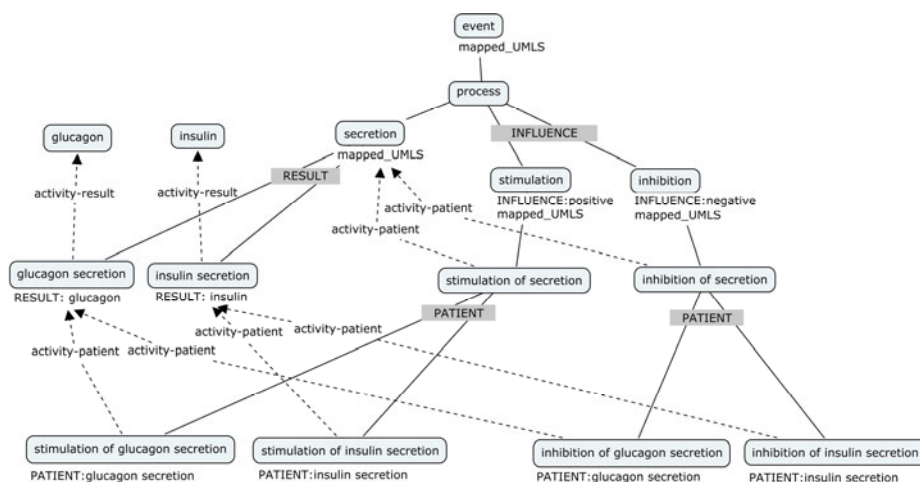 event
mapped_UMLS
process
glucagon
insulin
secretion
mapped_UMLS
INFLUENCE
RESULT
stimulation
INFLUENCE:positive
mapped_UMLS
inhibition
INFLUENCE:negative
mapped_UMLS
activity-result
activity-result
activity-patient
activity-patient
glucagon secretion
RESULT: glucagon
insulin secretion
RESULT: insulin
stimulation of secretion
inhibition of secretion
PATIENT
PATIENT
activity-patient
activity-patient
activity-patient
activity-patient
stimulation of glucagon secretion
PATIENT:glucagon secretion
stimulation of insulin secretion
PATIENT:insulin secretion
inhibition of glucagon secretion
PATIENT:glucagon secretion
inhibition of insulin secretion
PATIENT:insulin secretion